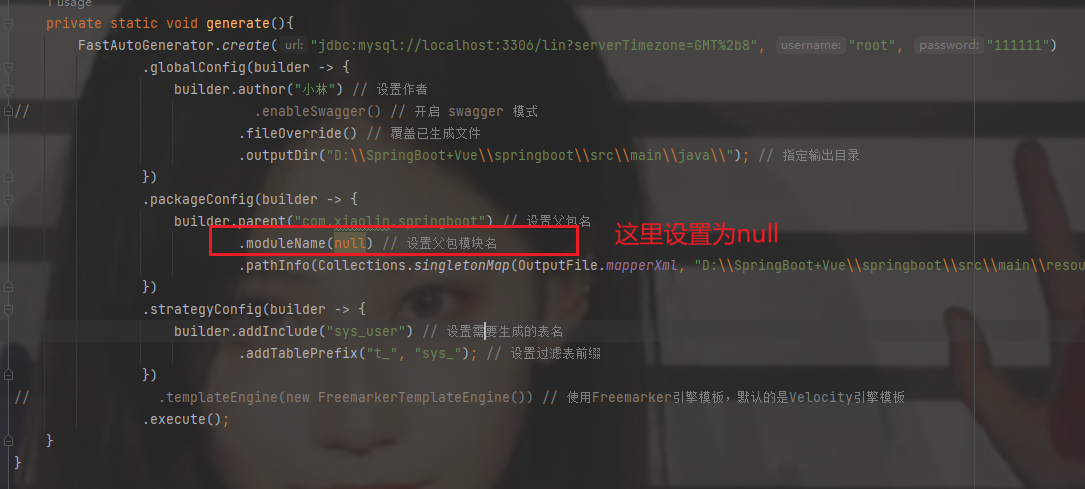 1 usage
private static void generate(){
FastAutoGenerator.create( url: "jdbc:mysql://localhost:3306/lin?serverTimezone=GMT%2b8", username: "root", password: "111111")
.globalConfig(builder -> {
builder.author("小林") // 设置作者
// .enableSwagger() // 开启 swagger 模式
.fileOverride() // 覆盖已生成文件
.outputDir("D:\\SpringBoot+Vue\\springboot\\src\\main\\java\\"); // 指定输出目录
})
.packageConfig(builder -> {
builder.parent("com.xiaolin.springboot") // 设置父包名
.moduleName(null) // 设置父包模块名 这里设置为null
.pathInfo(Collections.singletonMap(OutputFile.mapperXml, "D:\\SpringBoot+Vue\\springboot\\src\\main\\resou
})
.strategyConfig(builder -> {
builder.addInclude("sys_user") // 设置需要生成的表名
.addTablePrefix("t_", "sys_"); // 设置过滤表前缀
})
// .templateEngine(new FreemarkerTemplateEngine()) // 使用Freemarker引擎模板，默认的是Velocity引擎模板
.execute();
}
}